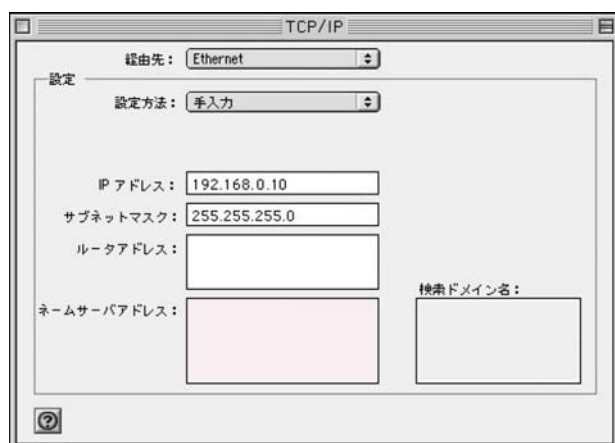 TCP/IP
経由先： Ethernet
設定
設定方法： 手入力
IP アドレス： 192.168.0.10
サブネットマスク： 255.255.255.0
ルータアドレス：
検索ドメイン名：
ネームサーバアドレス：
?